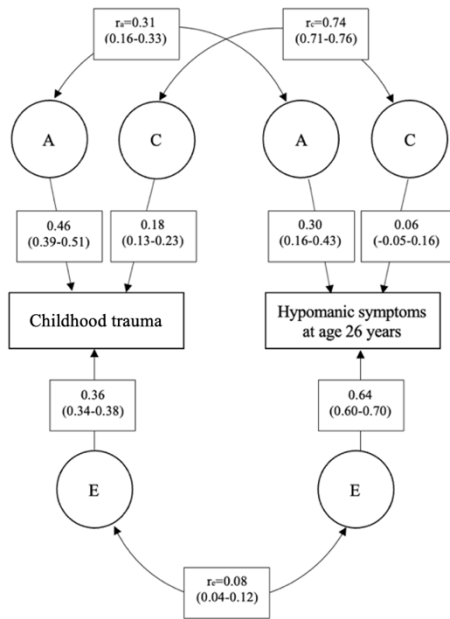 rₐ=0.31
(0.16-0.33)
r꜀=0.74
(0.71-0.76)
A
C
A
C
0.46
(0.39-0.51)
0.18
(0.13-0.23)
0.30
(0.16-0.43)
0.06
(-0.05-0.16)
Childhood trauma
Hypomanic symptoms
at age 26 years
0.36
(0.34-0.38)
0.64
(0.60-0.70)
E
E
rₑ=0.08
(0.04-0.12)